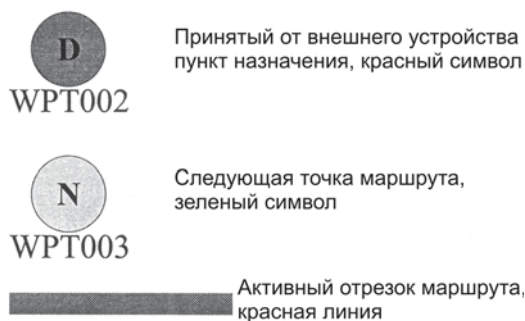 D
Принятый от внешнего устройства
пункт назначения, красный символ
WPT002
N
Следующая точка маршрута,
зеленый символ
WPT003
Активный отрезок маршрута,
красная линия